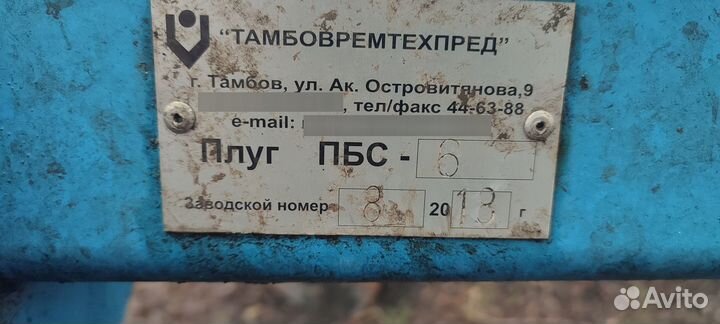 "ТАМБОВРЕМТЕХПРЕД"
г. Тамбов, ул. Ак. Островитянова,9
, тел/факс 44-63-88
e-mail:
Плуг ПБС - 6
Заводской номер 8 2013 г
Avito